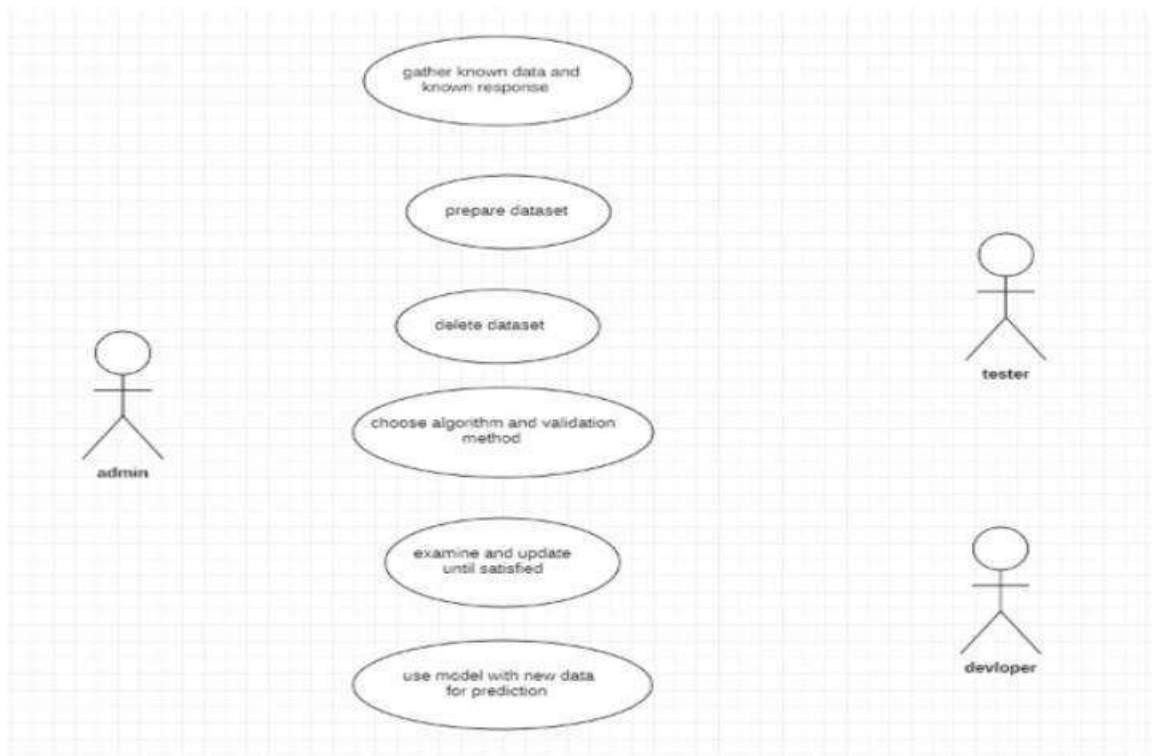 gather known data and
known response
prepare dataset
delete dataset
tester
choose algorithm and validation
method
admin
examine and update
until satisfied
devloper
use model with new data
for prediction